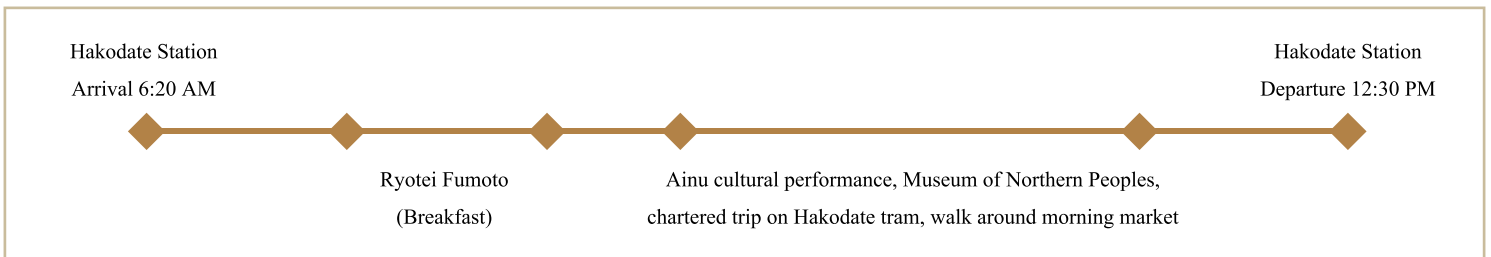 Hakodate Station
Arrival 6:20 AM
Hakodate Station
Departure 12:30 PM
Ryotei Fumoto
(Breakfast)
Ainu cultural performance, Museum of Northern Peoples,
chartered trip on Hakodate tram, walk around morning market